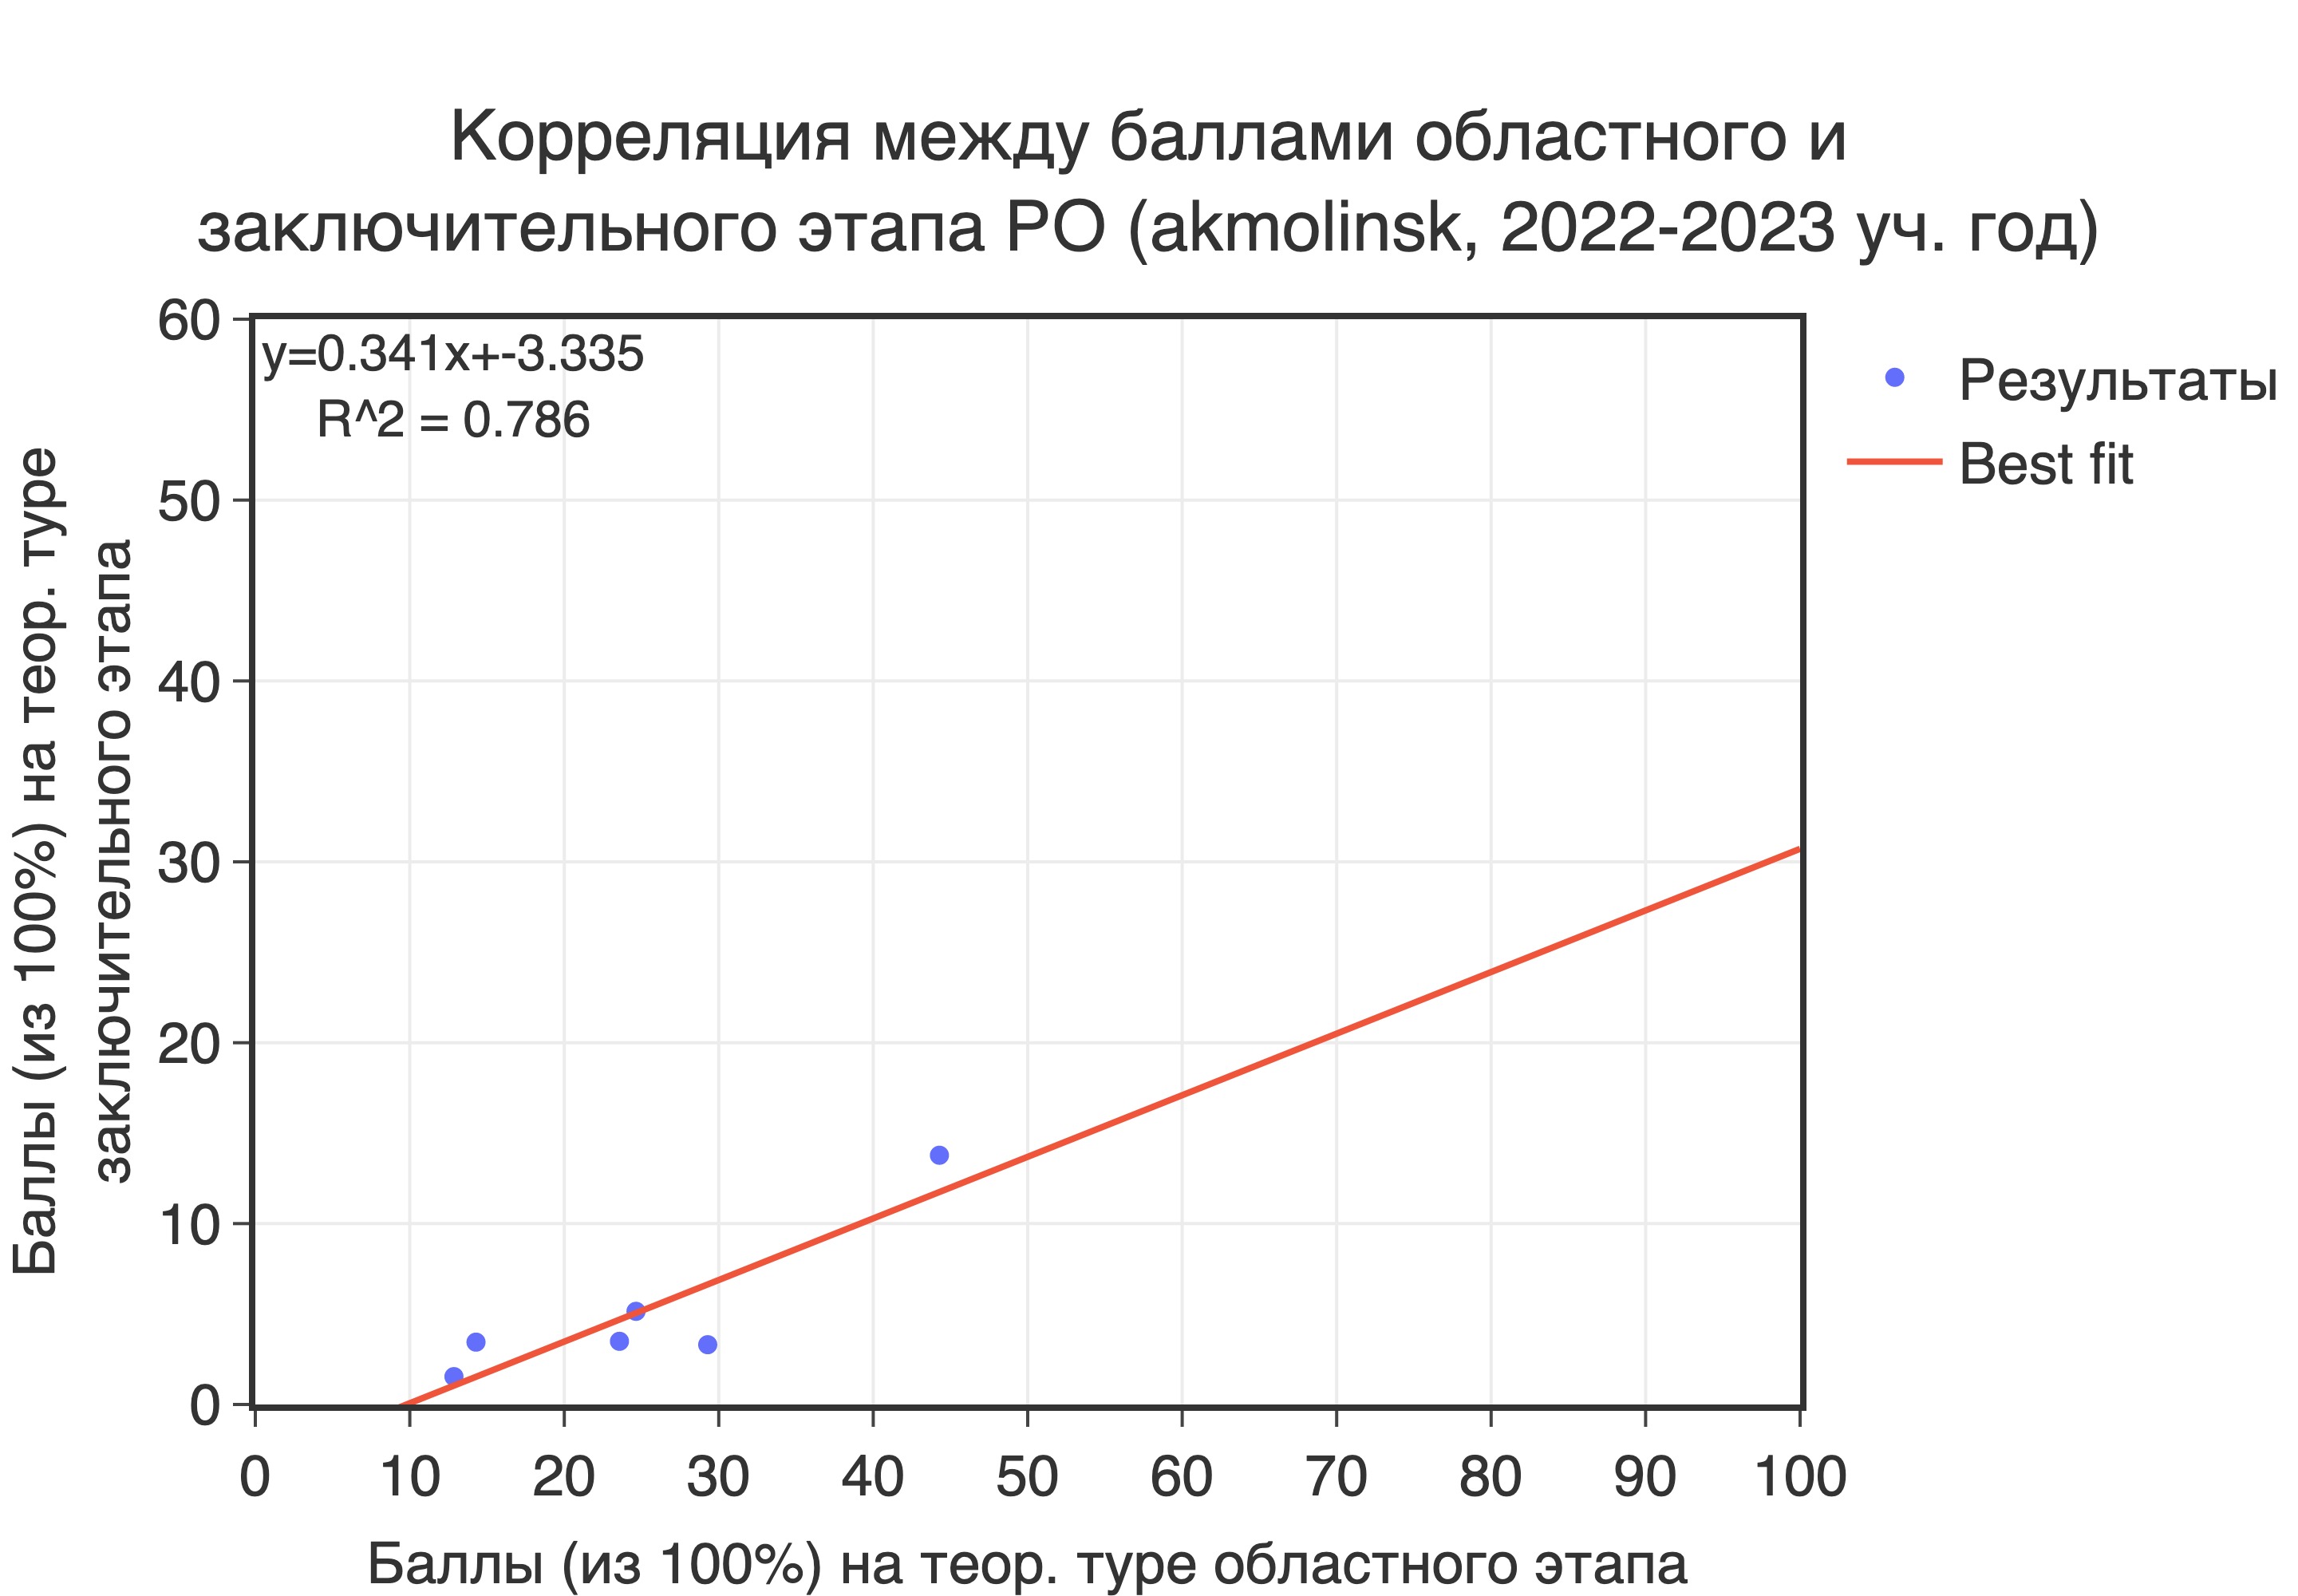 Корреляция между баллами областного и
заключительного этапа РО (akmolinsk, 2022-2023 уч. год)
y=0.341x+-3.335
R^2 = 0.786
Результаты
Best fit
Баллы (из 100%) на теор. туре
заключительного этапа
60
50
40
30
20
10
0
0 10 20 30 40 50 60 70 80 90 100
Баллы (из 100%) на теор. туре областного этапа